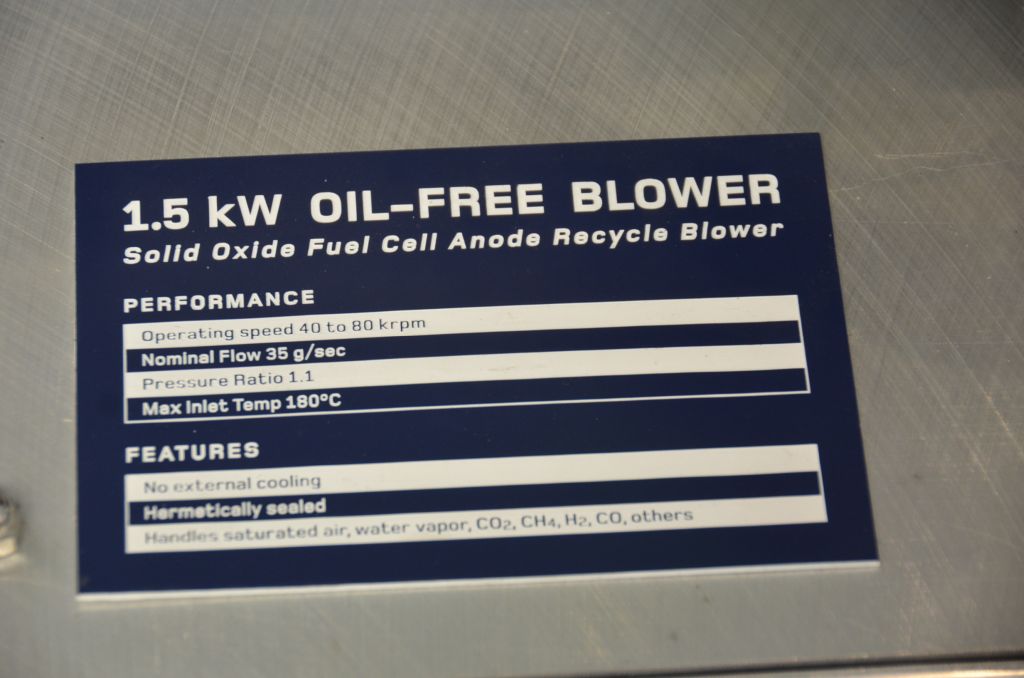 1.5 kW OIL-FREE BLOWER
Solid Oxide Fuel Cell Anode Recycle Blower
PERFORMANCE
Operating speed 40 to 80 krpm
Nominal Flow 35 g/sec
Pressure Ratio 1.1
Max Inlet Temp 180°C
FEATURES
No external cooling
Hermetically sealed
Handles saturated air, water vapor, CO₂, CH₄, H₂, CO, others